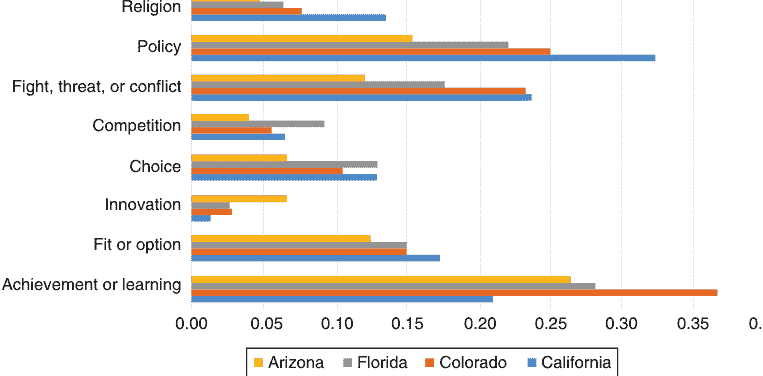 Religion
Policy
Fight, threat, or conflict
Competition
Choice
Innovation
Fit or option
Achievement or learning
0.00 0.05 0.10 0.15 0.20 0.25 0.30 0.35 0.
Arizona Florida Colorado California